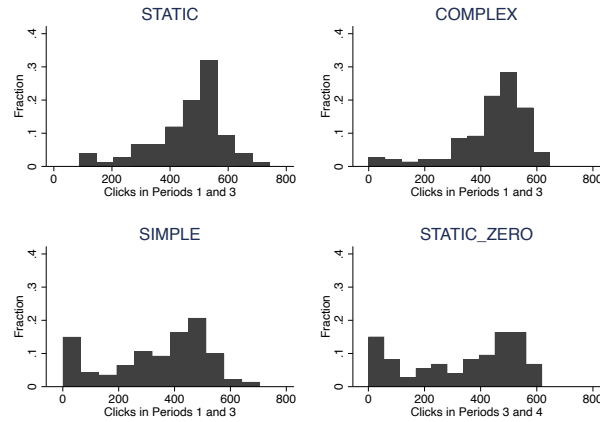 STATIC
Fraction
0 .1 .2 .3 .4
0 200 400 600 800
Clicks in Periods 1 and 3
COMPLEX
Fraction
0 .1 .2 .3 .4
0 200 400 600 800
Clicks in Periods 1 and 3
SIMPLE
Fraction
0 .1 .2 .3 .4
0 200 400 600 800
Clicks in Periods 1 and 3
STATIC_ZERO
Fraction
0 .1 .2 .3 .4
0 200 400 600 800
Clicks in Periods 3 and 4